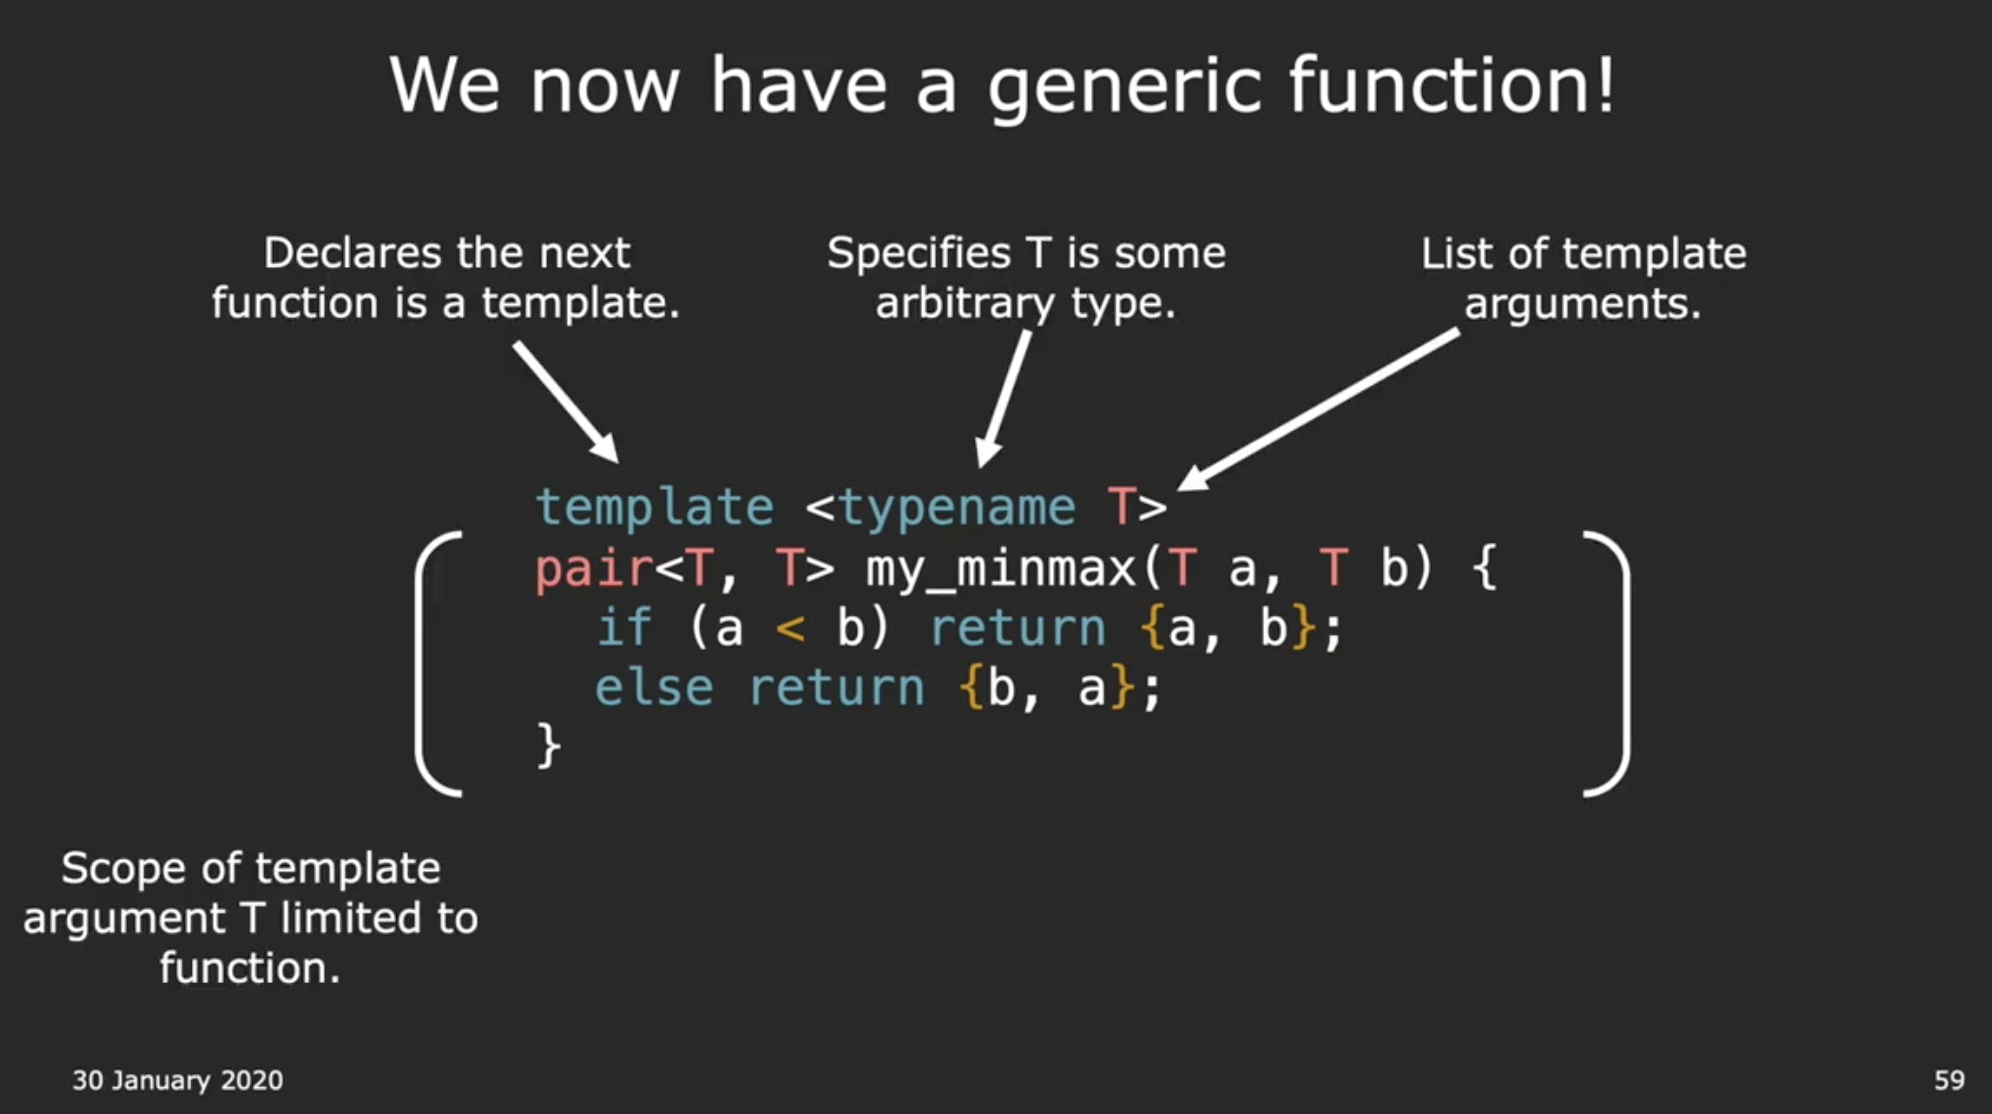 We now have a generic function!
Declares the next
function is a template.
Specifies T is some
arbitrary type.
List of template
arguments.
template <typename T>
pair<T, T> my_minmax(T a, T b) {
  if (a < b) return {a, b};
  else return {b, a};
}
Scope of template
argument T limited to
function.
30 January 2020
59